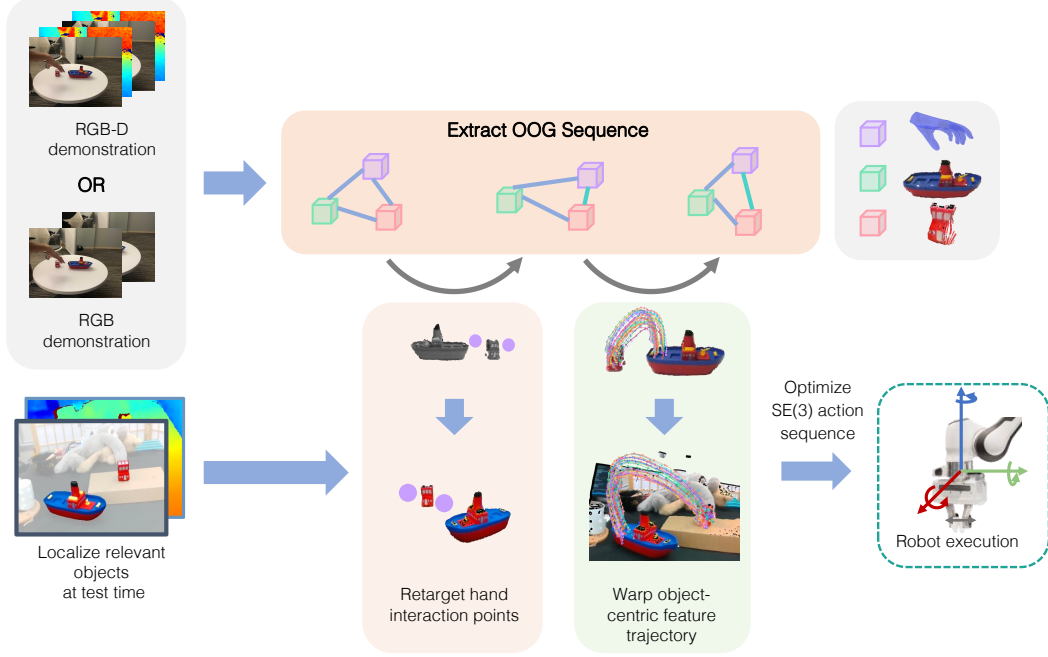 RGB-D
demonstration
OR
RGB
demonstration
Extract OOG Sequence
Localize relevant
objects
at test time
Retarget hand
interaction points
Warp object-
centric feature
trajectory
Optimize
SE(3) action
sequence
Robot execution